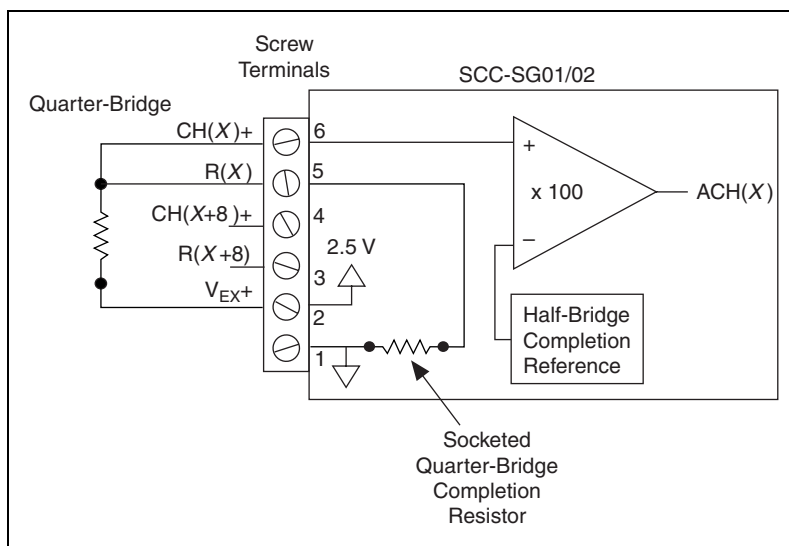 Screw
Terminals
SCC-SG01/02
Quarter-Bridge
CH(X)+
6
R(X)
5
CH(X+8)+
4
R(X+8)
3
VEX+
2
1
2.5 V
+
x 100
–
ACH(X)
Half-Bridge
Completion
Reference
Socketed
Quarter-Bridge
Completion
Resistor